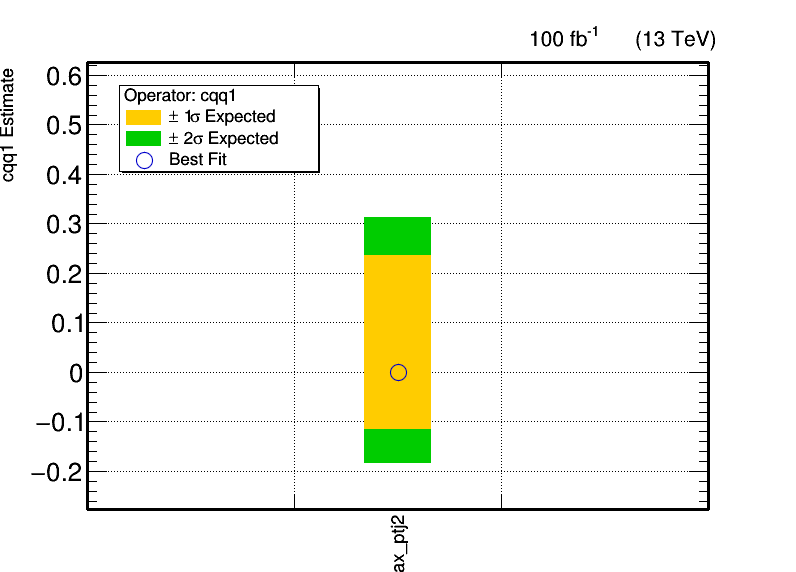 100 fb-1 (13 TeV)
cqq1 Estimate
0.6
0.5
0.4
0.3
0.2
0.1
0
−0.1
−0.2
Operator: cqq1
± 1σ Expected
± 2σ Expected
Best Fit
ax_ptj2